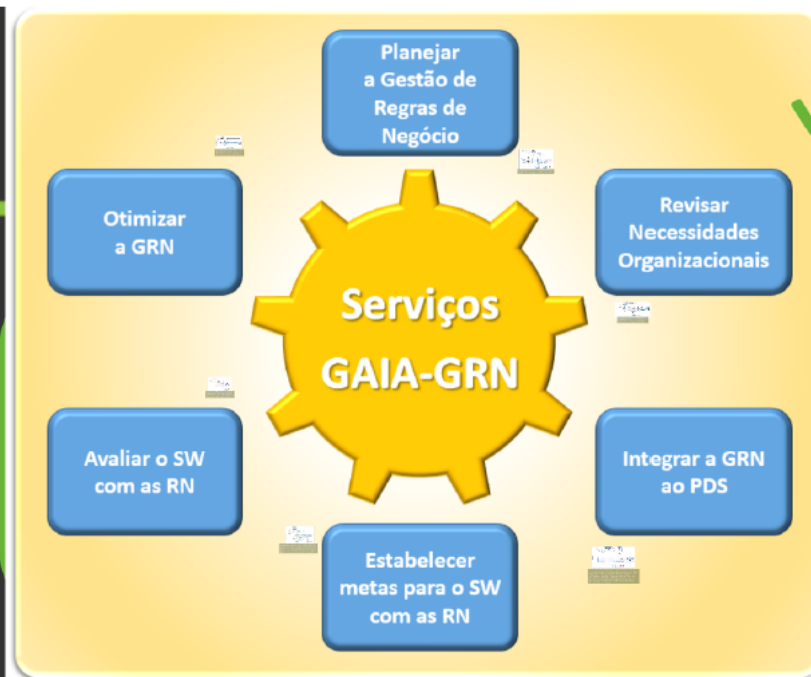 Planejar
a Gestão de
Regras de
Negócio
Otimizar
a GRN
Revisar
Necessidades
Organizacionais
Serviços
GAIA-GRN
Avaliar o SW
com as RN
Integrar a GRN
ao PDS
Estabelecer
metas para o SW
com as RN